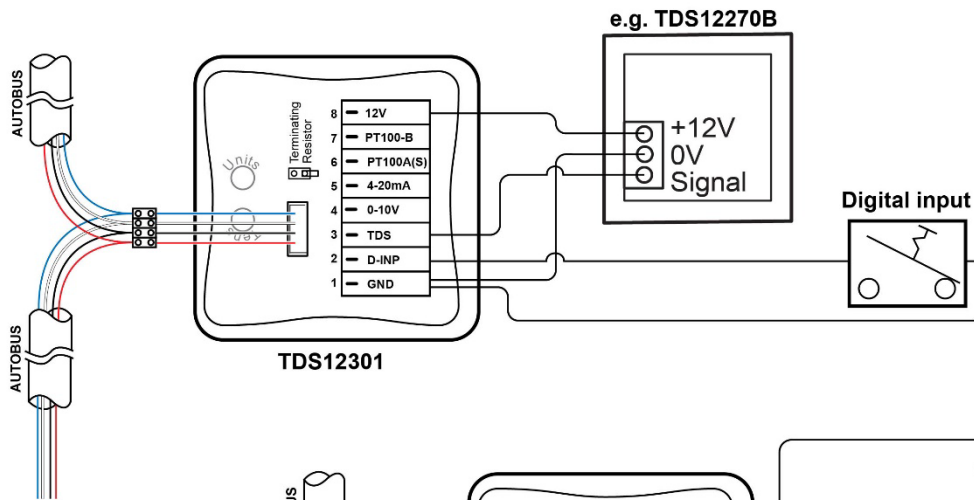 e.g. TDS12270B
AUTOBUS
Terminating
Resistor
Units
Tens
8 12V
7 PT100-B
6 PT100A(S)
5 4-20mA
4 0-10V
3 TDS
2 D-INP
1 GND
+12V
0V
Signal
Digital input
AUTOBUS
TDS12301